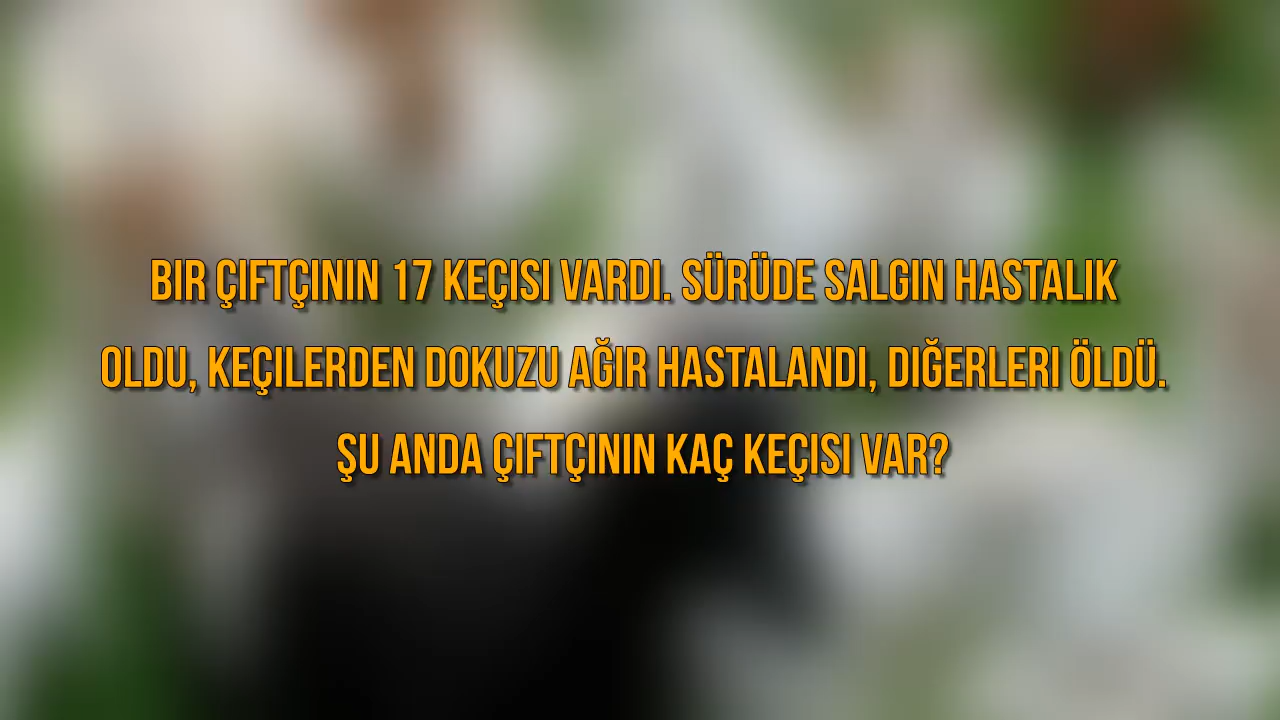 BIR ÇIFTÇININ 17 KEÇISI VARDI. SÜRÜDE SALGIN HASTALIK
OLDU, KEÇILERDEN DOKUZU AĞIR HASTALANDI, DIĞERLERI ÖLDÜ.
ŞU ANDA ÇIFTÇININ KAÇ KEÇISI VAR?